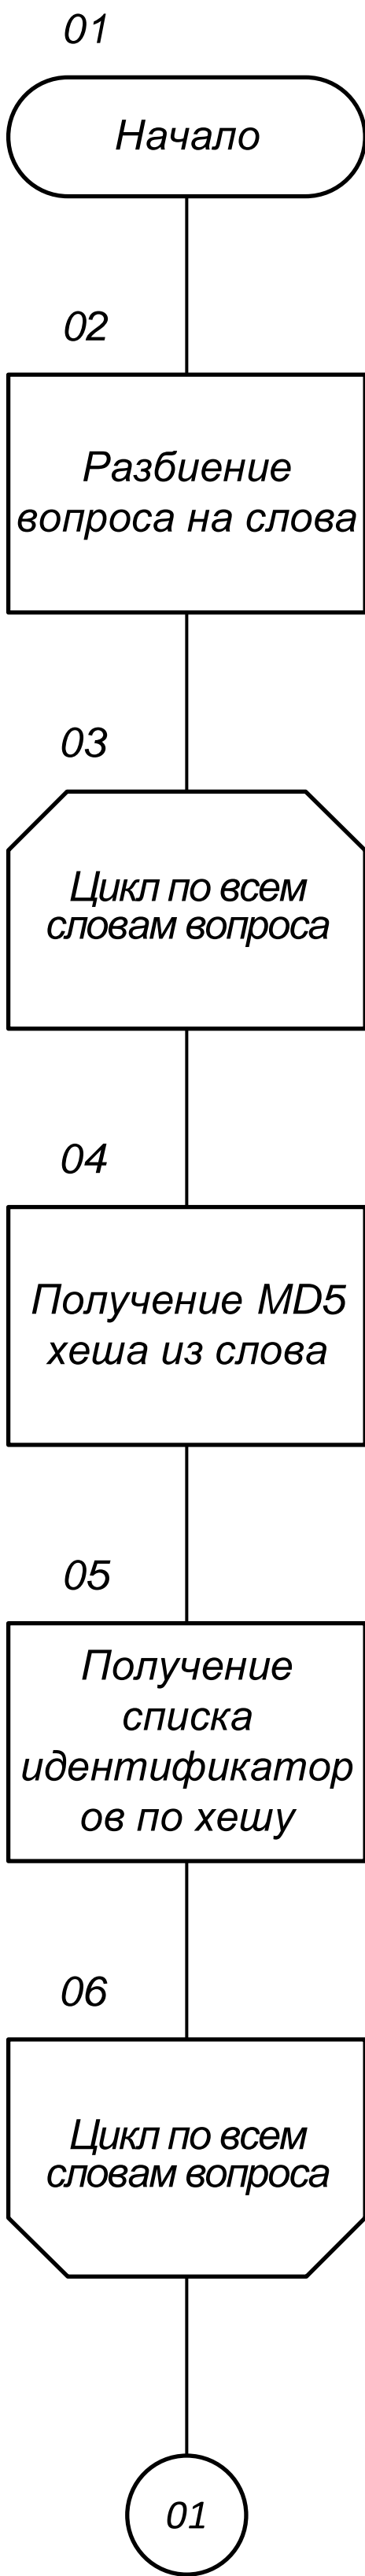 01
Начало
02
Разбиение
вопроса на слова
03
Цикл по всем
словам вопроса
04
Получение MD5
хеша из слова
05
Получение
списка
идентификатор
ов по хешу
06
Цикл по всем
словам вопроса
01